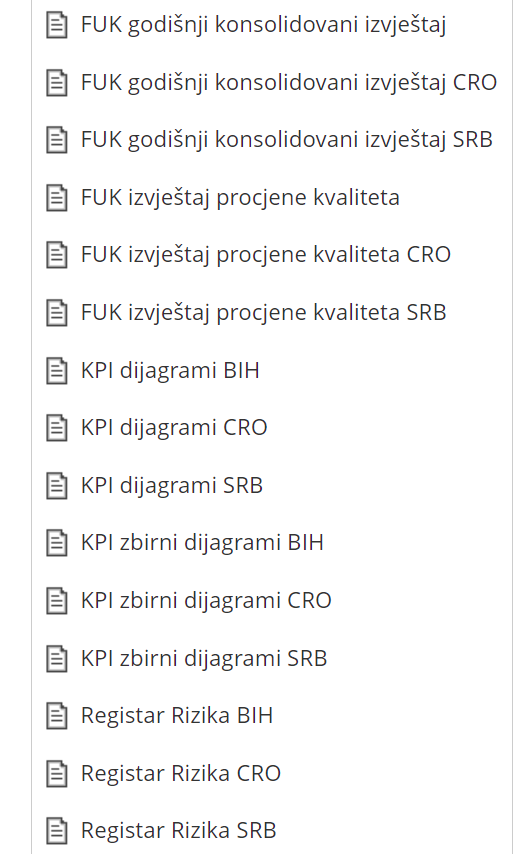 FUK godišnji konsolidovani izvještaj
FUK godišnji konsolidovani izvještaj CRO
FUK godišnji konsolidovani izvještaj SRB
FUK izvještaj procjene kvaliteta
FUK izvještaj procjene kvaliteta CRO
FUK izvještaj procjene kvaliteta SRB
KPI dijagrami BIH
KPI dijagrami CRO
KPI dijagrami SRB
KPI zbirni dijagrami BIH
KPI zbirni dijagrami CRO
KPI zbirni dijagrami SRB
Registar Rizika BIH
Registar Rizika CRO
Registar Rizika SRB